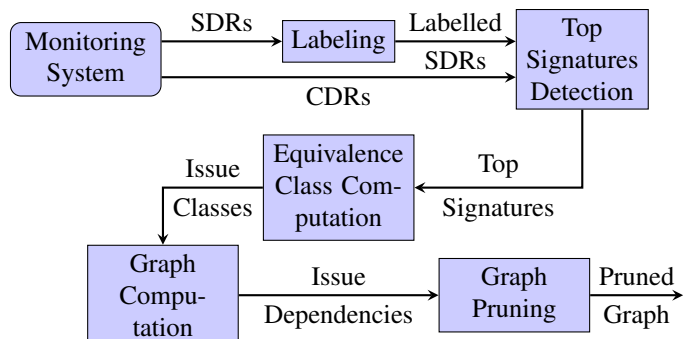 Monitoring
System
SDRs
Labeling
Labelled
SDRs
CDRs
Top
Signatures
Detection
Top
Signatures
Equivalence
Class Com-
putation
Issue
Classes
Graph
Compu-
tation
Issue
Dependencies
Graph
Pruning
Pruned
Graph